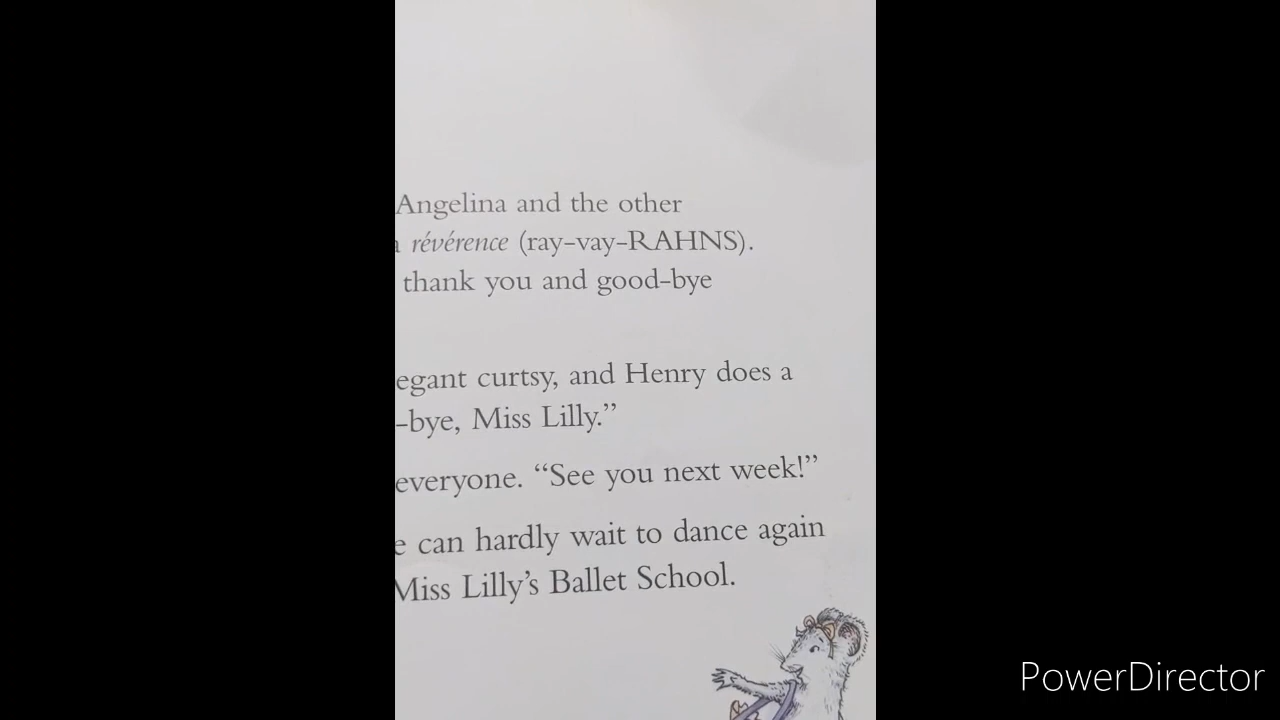 Angelina and the other
révérence (ray-vay-RAHNS).
thank you and good-bye
egant curtsy, and Henry does a
-bye, Miss Lilly.”
everyone. “See you next week!”
e can hardly wait to dance again
Miss Lilly’s Ballet School.
PowerDirector